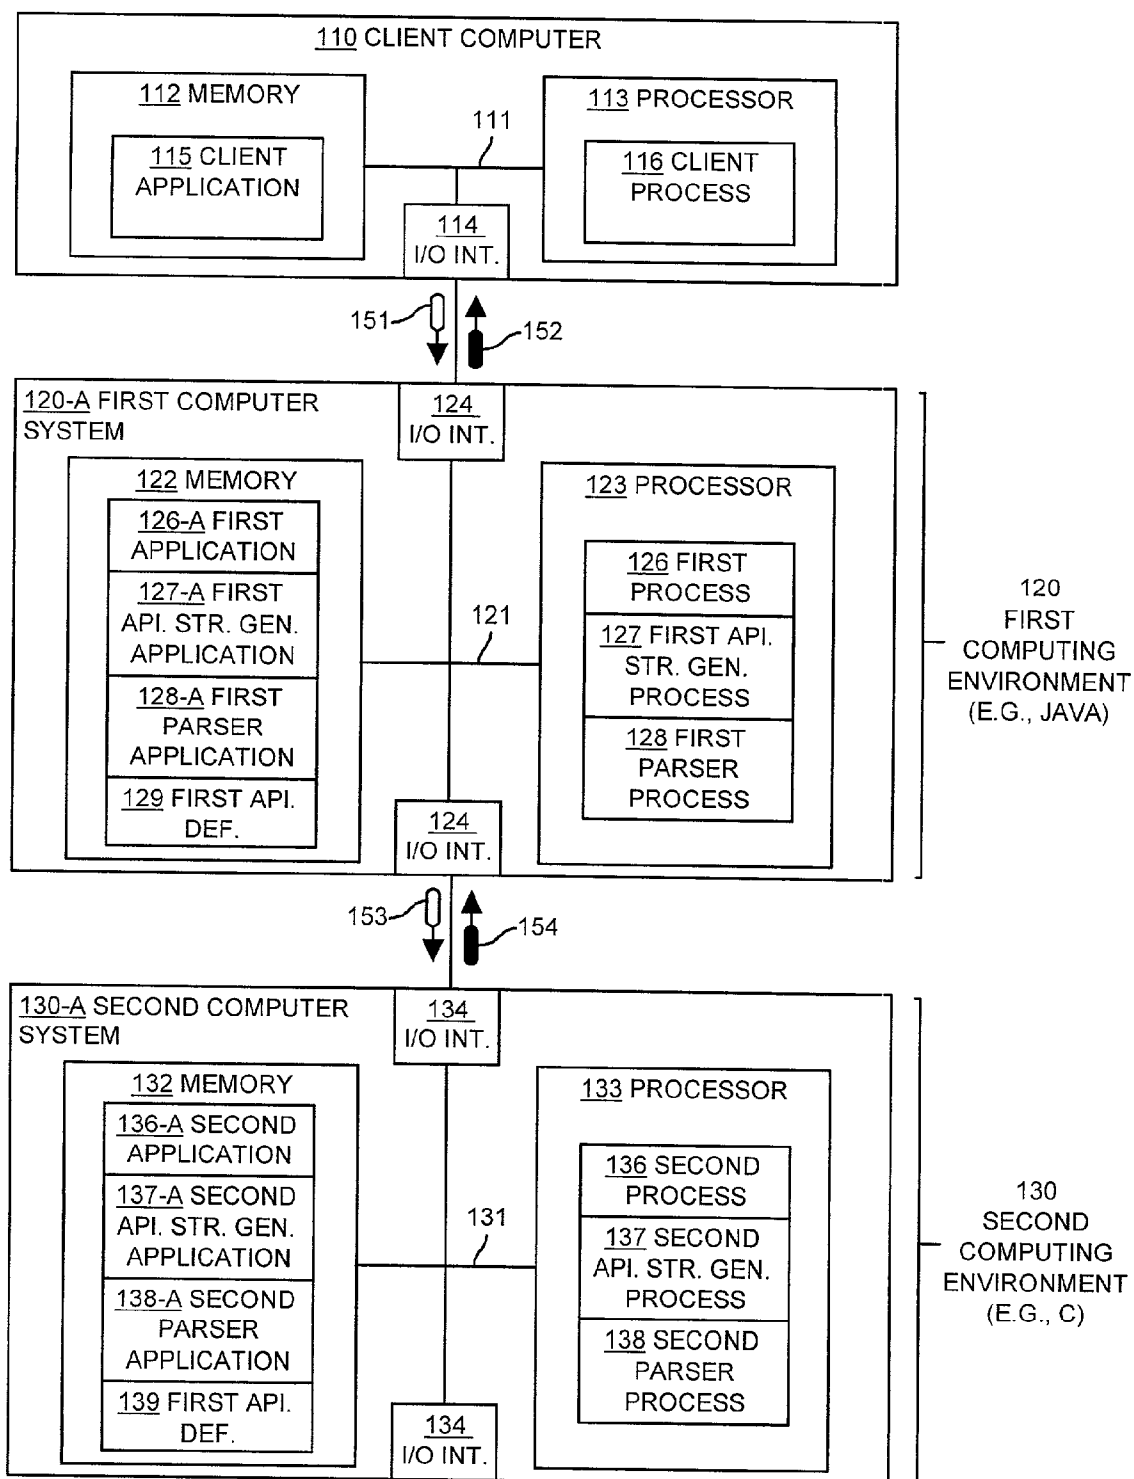 110 CLIENT COMPUTER
112 MEMORY
115 CLIENT
APPLICATION
111
113 PROCESSOR
116 CLIENT
PROCESS
114
I/O INT.
151
152
120-A FIRST COMPUTER
SYSTEM
124
I/O INT.
122 MEMORY
126-A FIRST
APPLICATION
127-A FIRST
API. STR. GEN.
APPLICATION
128-A FIRST
PARSER
APPLICATION
129 FIRST API.
DEF.
121
123 PROCESSOR
126 FIRST
PROCESS
127 FIRST API.
STR. GEN.
PROCESS
128 FIRST
PARSER
PROCESS
124
I/O INT.
120
FIRST
COMPUTING
ENVIRONMENT
(E.G., JAVA)
153
154
130-A SECOND COMPUTER
SYSTEM
134
I/O INT.
132 MEMORY
136-A SECOND
APPLICATION
137-A SECOND
API. STR. GEN.
APPLICATION
138-A SECOND
PARSER
APPLICATION
139 FIRST API.
DEF.
131
133 PROCESSOR
136 SECOND
PROCESS
137 SECOND
API. STR. GEN.
PROCESS
138 SECOND
PARSER
PROCESS
134
I/O INT.
130
SECOND
COMPUTING
ENVIRONMENT
(E.G., C)